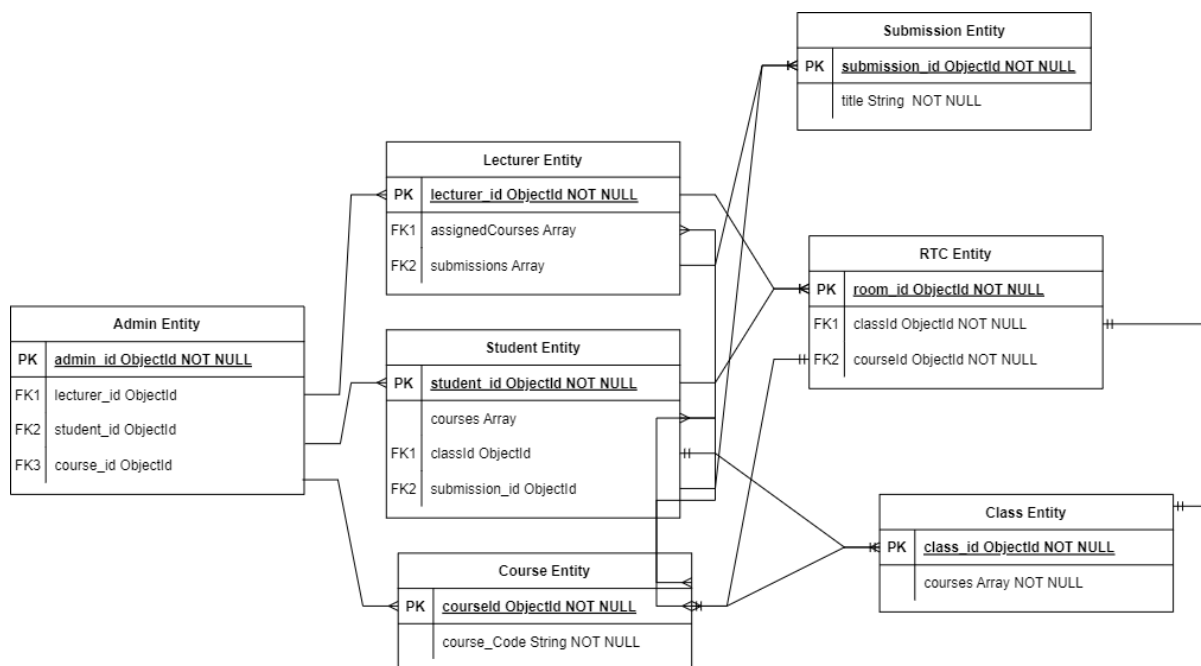 Submission Entity
PK submission_id ObjectId NOT NULL
title String NOT NULL
Lecturer Entity
PK lecturer_id ObjectId NOT NULL
FK1 assignedCourses Array
FK2 submissions Array
RTC Entity
PK room_id ObjectId NOT NULL
FK1 classId ObjectId NOT NULL
FK2 courseId ObjectId NOT NULL
Admin Entity
PK admin_id ObjectId NOT NULL
FK1 lecturer_id ObjectId
FK2 student_id ObjectId
FK3 course_id ObjectId
Student Entity
PK student_id ObjectId NOT NULL
courses Array
FK1 classId ObjectId
FK2 submission_id ObjectId
Class Entity
PK class_id ObjectId NOT NULL
courses Array NOT NULL
Course Entity
PK courseId ObjectId NOT NULL
course_Code String NOT NULL